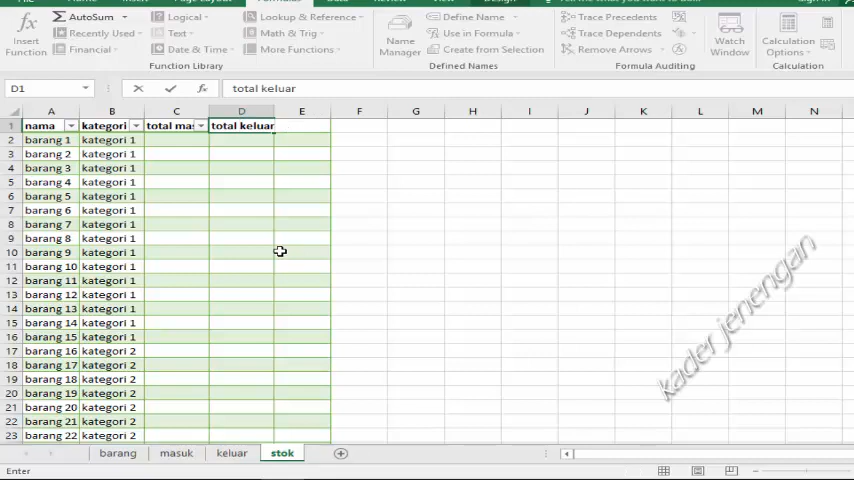 Formulas
AutoSum Logical Lookup & Reference Define Name Trace Precedents
Recently Used Text Math & Trig Use in Formula Trace Dependents
Financial Date & Time More Functions Create from Selection Remove Arrows
Insert Function Name Manager Watch Window Calculation Options
Function Library Defined Names Formula Auditing Calculation
D1 fx total keluar
A B C D E F G H I J K L M N
1 nama kategori total mas total keluar
2 barang 1 kategori 1
3 barang 2 kategori 1
4 barang 3 kategori 1
5 barang 4 kategori 1
6 barang 5 kategori 1
7 barang 6 kategori 1
8 barang 7 kategori 1
9 barang 8 kategori 1
10 barang 9 kategori 1
11 barang 10 kategori 1
12 barang 11 kategori 1
13 barang 12 kategori 1
14 barang 13 kategori 1
15 barang 14 kategori 1
16 barang 15 kategori 1
17 barang 16 kategori 2
18 barang 17 kategori 2
19 barang 18 kategori 2
20 barang 19 kategori 2
21 barang 20 kategori 2
22 barang 21 kategori 2
23 barang 22 kategori 2
kader jenengan
barang masuk keluar stok
Enter